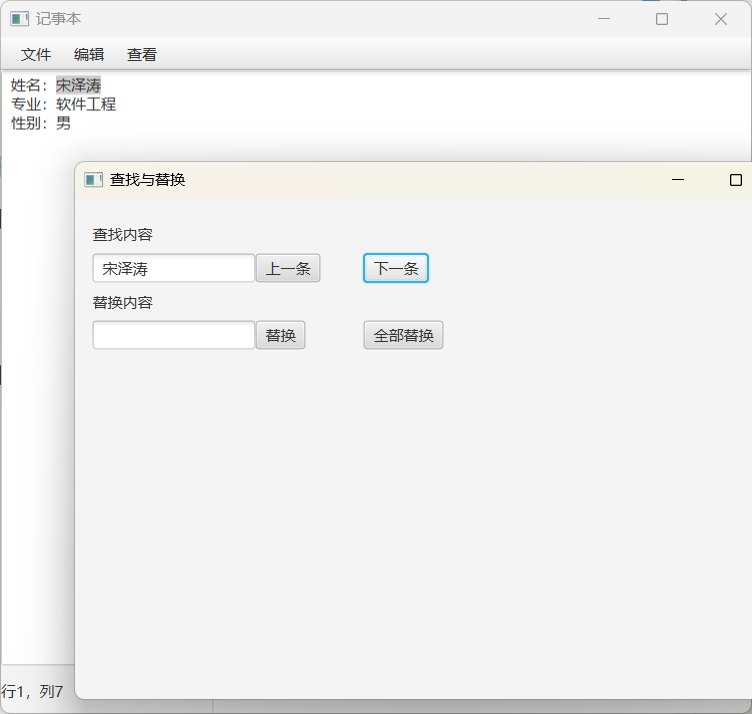 记事本
文件 编辑 查看
姓名：宋泽涛
专业：软件工程
性别：男
查找与替换
查找内容
宋泽涛 上一条 下一条
替换内容
替换 全部替换
行1，列7